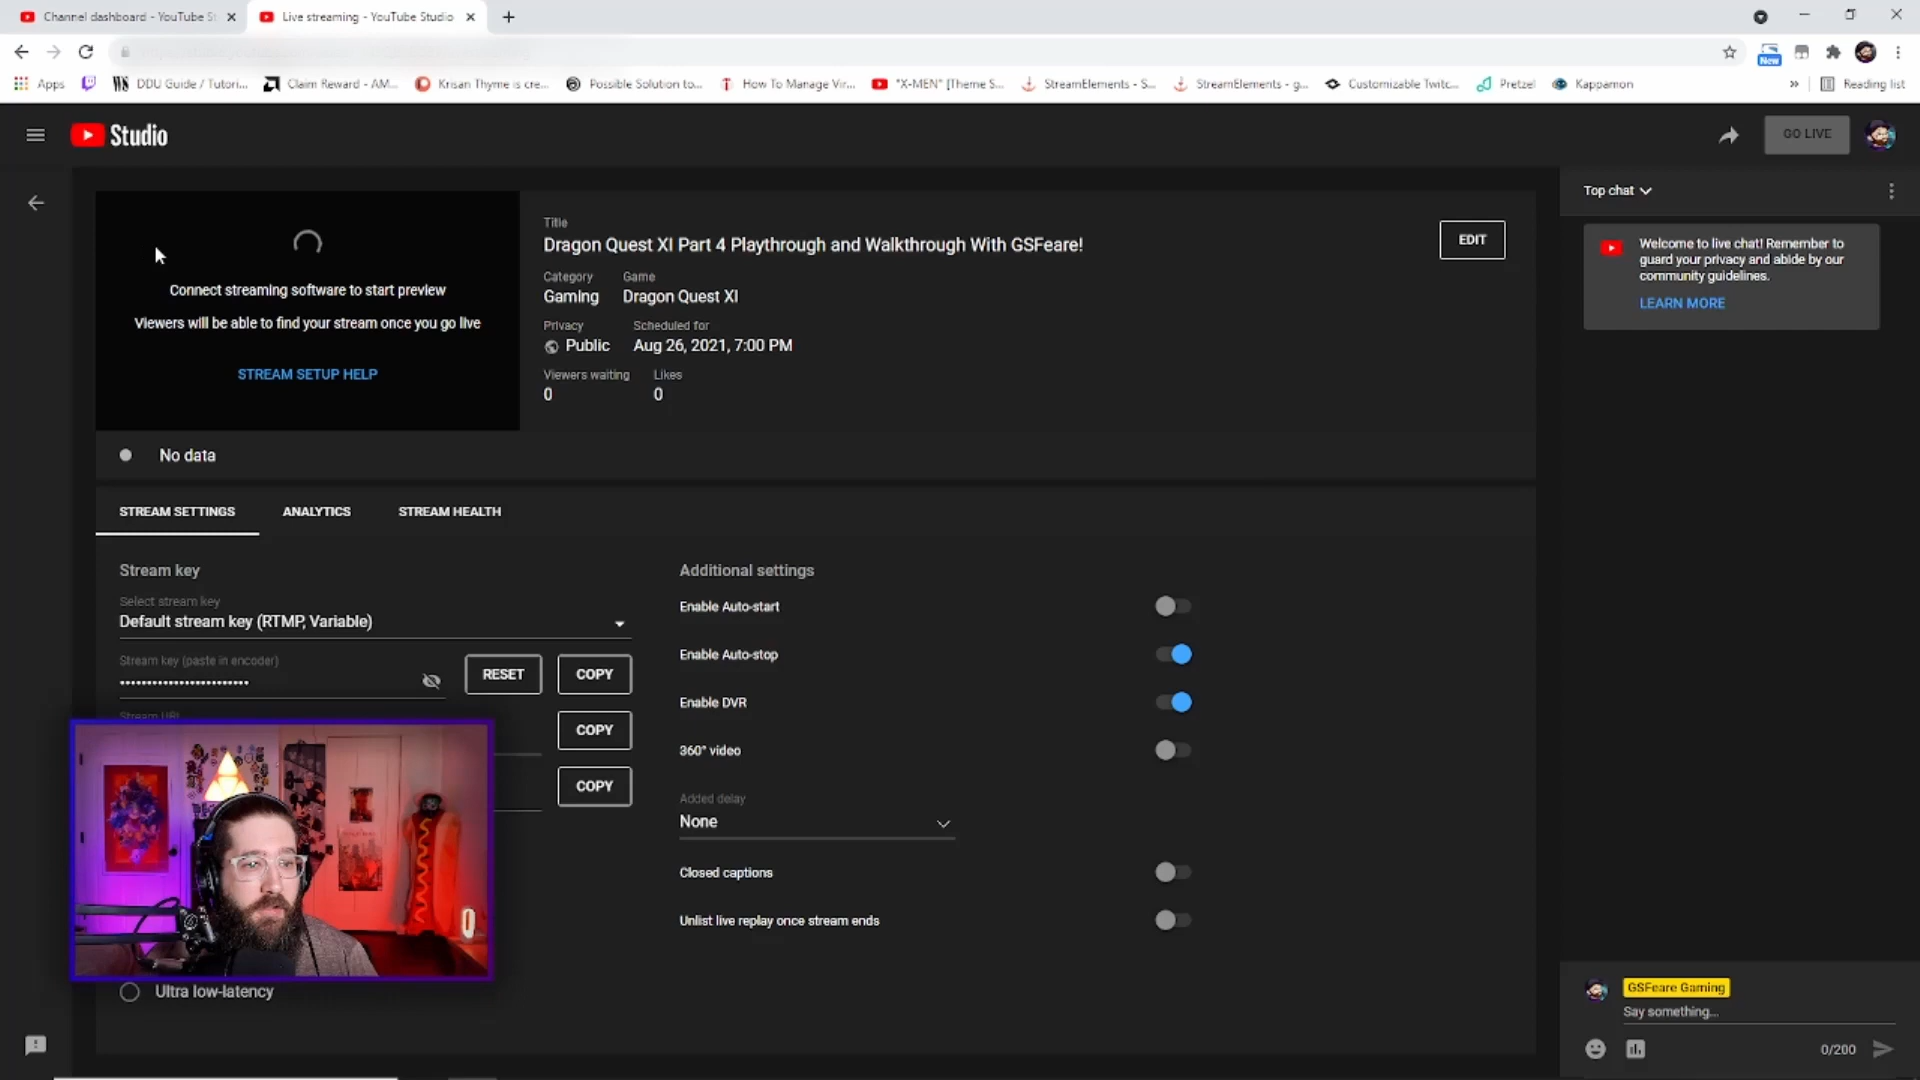 Channel dashboard - YouTube St
Live streaming - YouTube Studio
Apps
DDU Guide / Tutori...
Claim Reward - AM...
Krisan Thyme is cre...
Possible Solution to...
How To Manage Vir...
"X-MEN" [Theme S...
StreamElements - S...
StreamElements - g...
Customizable Twitc...
Pretzel
Kappamon
Reading list
New
Studio
GO LIVE
Connect streaming software to start preview
Viewers will be able to find your stream once you go live
STREAM SETUP HELP
Title
Dragon Quest XI Part 4 Playthrough and Walkthrough With GSFeare!
EDIT
Category
Game
Gaming
Dragon Quest XI
Privacy
Scheduled for
Public
Aug 26, 2021, 7:00 PM
Viewers waiting
Likes
0
0
No data
STREAM SETTINGS
ANALYTICS
STREAM HEALTH
Stream key
Select stream key
Default stream key (RTMP, Variable)
Stream key (paste in encoder)
RESET
COPY
Stream URL
COPY
COPY
Ultra low-latency
Additional settings
Enable Auto-start
Enable Auto-stop
Enable DVR
360° video
Added delay
None
Closed captions
Unlist live replay once stream ends
Top chat
Welcome to live chat! Remember to
guard your privacy and abide by our
community guidelines.
LEARN MORE
GSFeare Gaming
Say something...
0/200